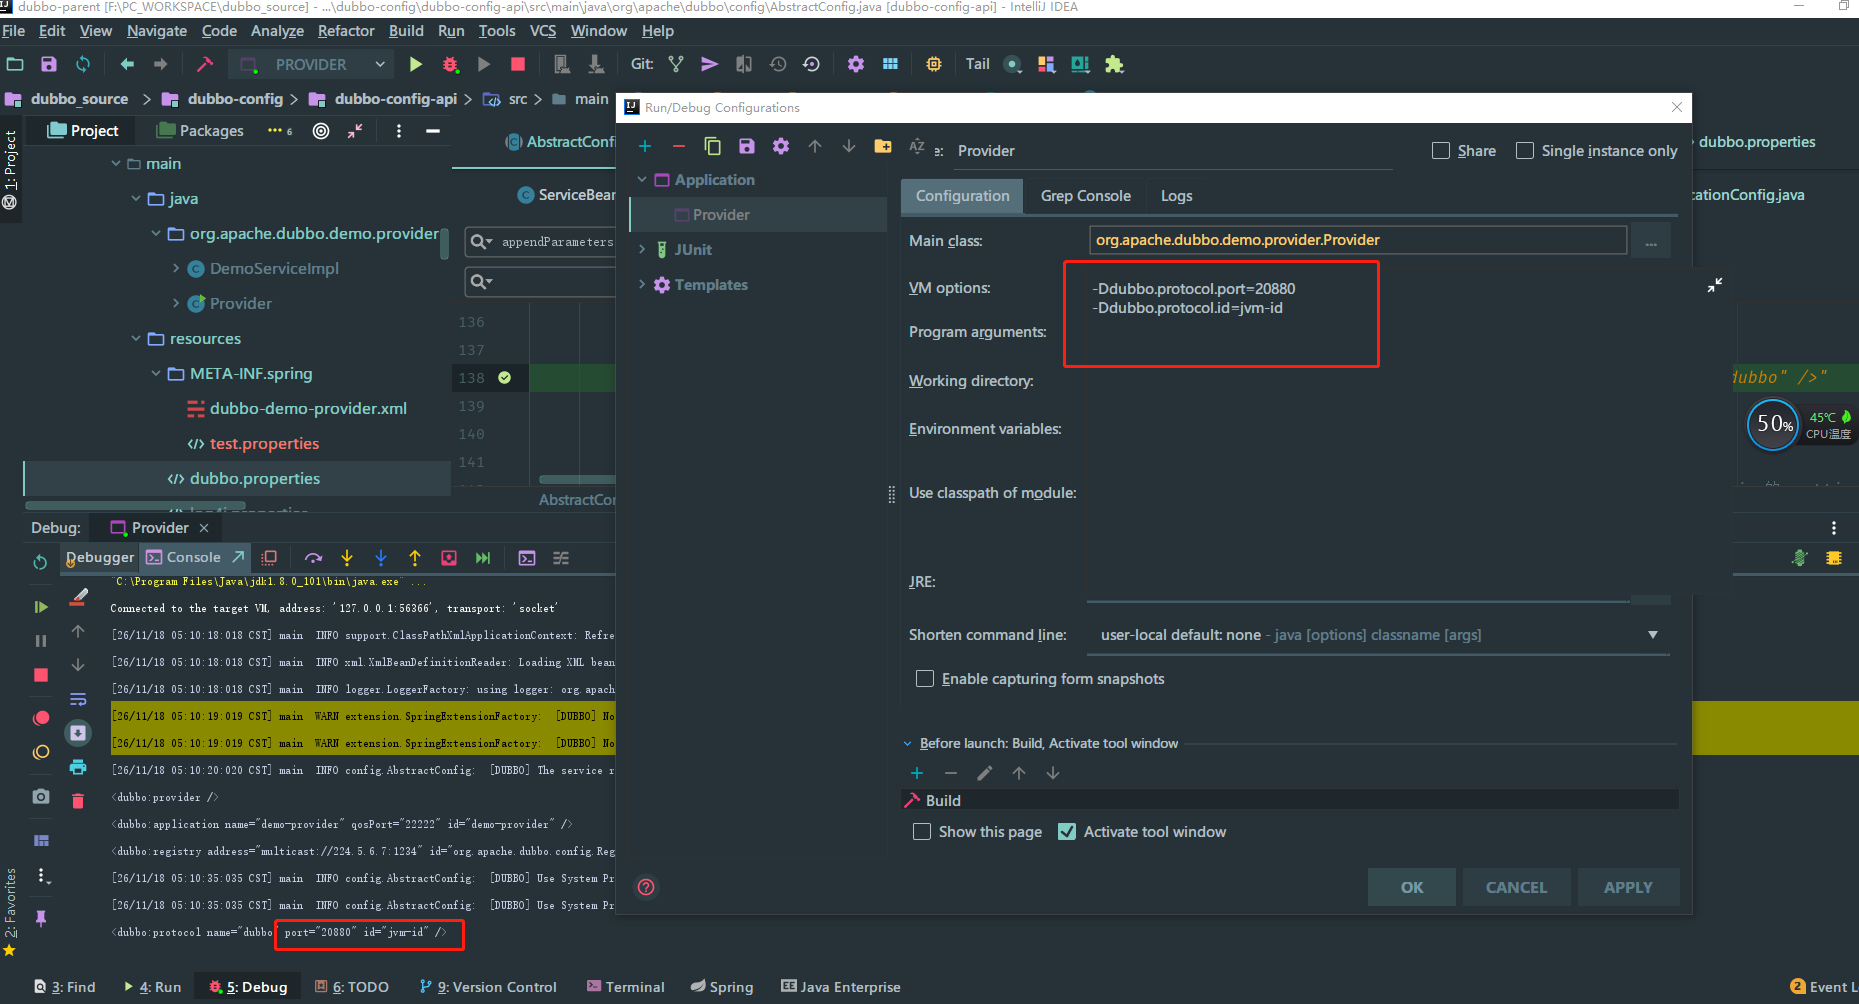 dubbo-parent [F:\PC_WORKSPACE\dubbo_source] - ...\dubbo-config\dubbo-config-api\src\main\java\org\apache\dubbo\config\AbstractConfig.java [dubbo-config-api] - IntelliJ IDEA
File Edit View Navigate Code Analyze Refactor Build Run Tools VCS Window Help
PROVIDER Git: Tail
dubbo_source dubbo-config dubbo-config-api src main
Run/Debug Configurations
1: Project
Project Packages 6
AbstractConfi
dubbo.properties
main
java
org.apache.dubbo.demo.provider
DemoServiceImpl
Provider
resources
META-INF.spring
dubbo-demo-provider.xml
test.properties
dubbo.properties
ServiceBean
ationConfig.java
appendParameters
136
137
138
139
140
141
AbstractCon
dubbo" />"
50%
45℃
CPU温度
e: Provider
Share Single instance only
Application
Provider
JUnit
Templates
Configuration Grep Console Logs
Main class: org.apache.dubbo.demo.provider.Provider ...
VM options: -Ddubbo.protocol.port=20880
-Ddubbo.protocol.id=jvm-id
Program arguments:
Working directory:
Environment variables:
Use classpath of module:
JRE:
Shorten command line: user-local default: none - java [options] classname [args]
Enable capturing form snapshots
Before launch: Build, Activate tool window
Build
Show this page Activate tool window
OK CANCEL APPLY
Debug: Provider
Debugger Console
"C:\Program Files\Java\jdk1.8.0_101\bin\java.exe" ...
Connected to the target VM, address: '127.0.0.1:56366', transport: 'socket'
[26/11/18 05:10:18:018 CST] main  INFO support.ClassPathXmlApplicationContext: Refre
[26/11/18 05:10:18:018 CST] main  INFO xml.XmlBeanDefinitionReader: Loading XML bean
[26/11/18 05:10:18:018 CST] main  INFO logger.LoggerFactory: using logger: org.apach
[26/11/18 05:10:19:019 CST] main  WARN extension.SpringExtensionFactory:  [DUBBO] No
[26/11/18 05:10:19:019 CST] main  WARN extension.SpringExtensionFactory:  [DUBBO] No
[26/11/18 05:10:20:020 CST] main  INFO config.AbstractConfig:  [DUBBO] The service r
<dubbo:provider />
<dubbo:application name="demo-provider" qosPort="22222" id="demo-provider" />
<dubbo:registry address="multicast://224.5.6.7:1234" id="org.apache.dubbo.config.Reg
[26/11/18 05:10:35:035 CST] main  INFO config.AbstractConfig:  [DUBBO] Use System Pr
[26/11/18 05:10:35:035 CST] main  INFO config.AbstractConfig:  [DUBBO] Use System Pr
<dubbo:protocol name="dubbo" port="20880" id="jvm-id" />
2: Favorites
3: Find 4: Run 5: Debug 6: TODO 9: Version Control Terminal Spring Java Enterprise 2 Event L